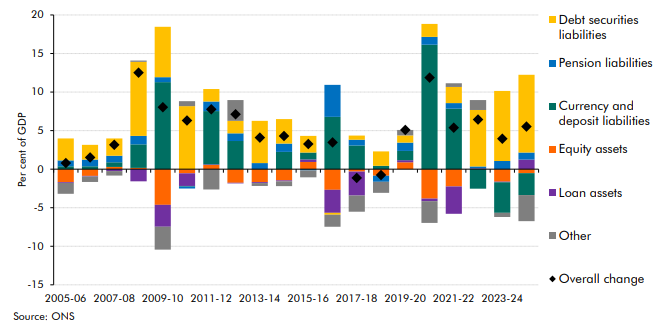 20
15
10
5
0
-5
-10
-15
Per cent of GDP
2005-06 2007-08 2009-10 2011-12 2013-14 2015-16 2017-18 2019-20 2021-22 2023-24
Source: ONS
Debt securities
liabilities
Pension liabilities
Currency and
deposit liabilities
Equity assets
Loan assets
Other
Overall change